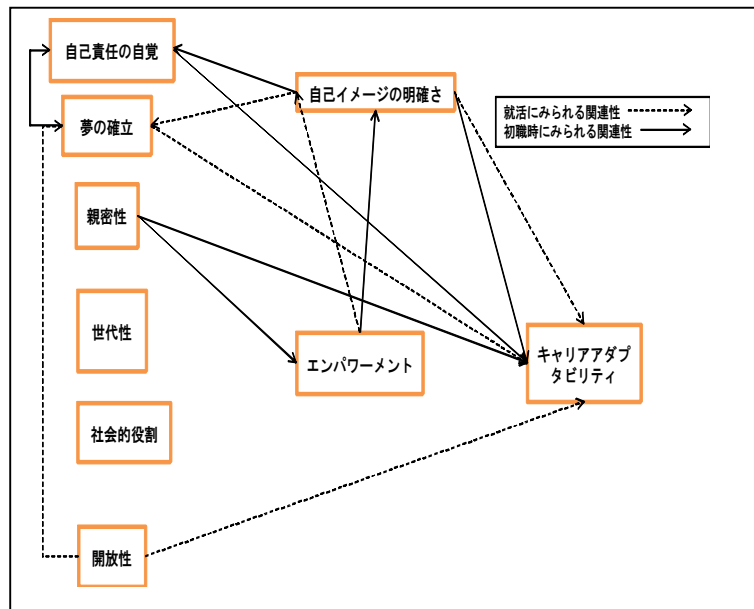 自己責任の自覚
自己イメージの明確さ
就活にみられる関連性
初職時にみられる関連性
夢の確立
親密性
世代性
エンパワーメント
キャリアアダプ
タビリティ
社会的役割
開放性